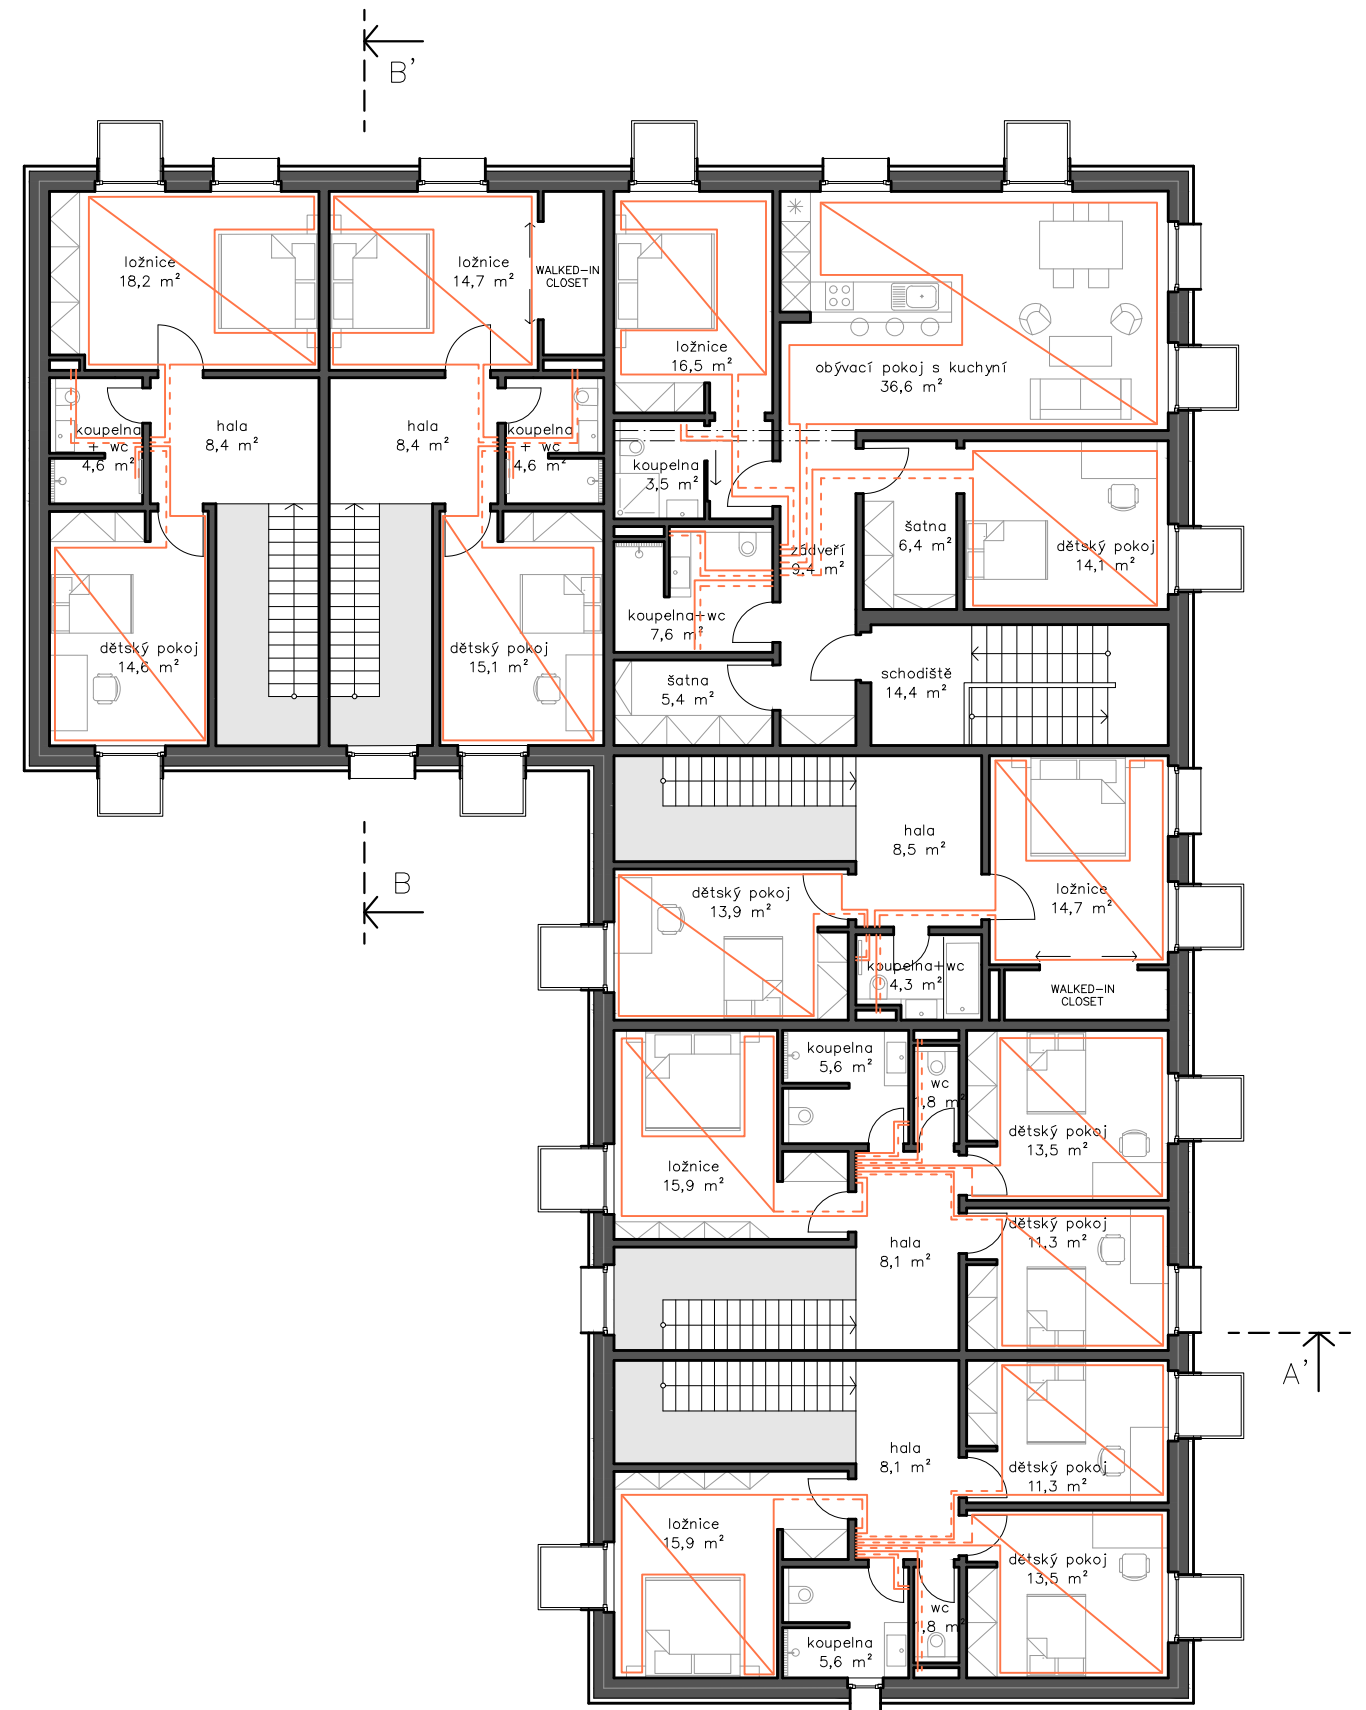 B'
ložnice
18,2 m²
ložnice
14,7 m²
WALKED-IN
CLOSET
ložnice
16,5 m²
obývací pokoj s kuchyní
36,6 m²
koupelna
+ wc
4,6 m²
hala
8,4 m²
hala
8,4 m²
koupelna
+ wc
4,6 m²
koupelna
3,5 m²
zádveří
9,4 m²
šatna
6,4 m²
dětský pokoj
14,1 m²
koupelna+wc
7,6 m²
dětský pokoj
14,6 m²
dětský pokoj
15,1 m²
šatna
5,4 m²
schodiště
14,4 m²
hala
8,5 m²
B
dětský pokoj
13,9 m²
ložnice
14,7 m²
koupelna+wc
4,3 m²
WALKED-IN
CLOSET
koupelna
5,6 m²
wc
,8 m²
dětský pokoj
13,5 m²
ložnice
15,9 m²
dětský pokoj
11,3 m²
hala
8,1 m²
A'
hala
8,1 m²
dětský pokoj
11,3 m²
ložnice
15,9 m²
dětský pokoj
13,5 m²
wc
,8 m²
koupelna
5,6 m²